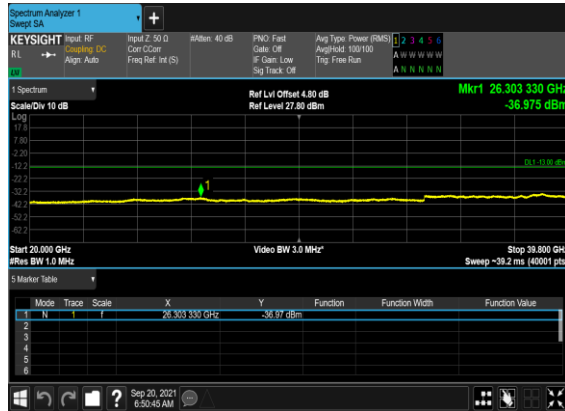 Spectrum Analyzer 1
Swept SA
+
KEYSIGHT Input: RF Input Z: 50 Ω #Atten: 40 dB PNO: Fast Avg Type: Power (RMS) 1 2 3 4 5 6
RL Coupling: DC Corr CCorr Gate: Off Avg|Hold: 100/100 A W W W W W
Align: Auto Freq Ref: Int (S) IF Gain: Low Trig: Free Run
Sig Track: Off A N N N N N
1 Spectrum Ref Lvl Offset 4.80 dB Mkr1 26.303 330 GHz
Scale/Div 10 dB Ref Level 27.80 dBm -36.975 dBm
Log
17.8
7.80
-2.20
-12.2 DL1 -13.00 dBm
-22.2
-32.2 1
-42.2
-52.2
-62.2
Start 20.000 GHz Video BW 3.0 MHz* Stop 39.800 GHz
#Res BW 1.0 MHz Sweep ~39.2 ms (40001 pts)
5 Marker Table
Mode Trace Scale X Y Function Function Width Function Value
1 N 1 f 26.303 330 GHz -36.97 dBm
2
3
4
5
6
? Sep 20, 2021
6:50:45 AM